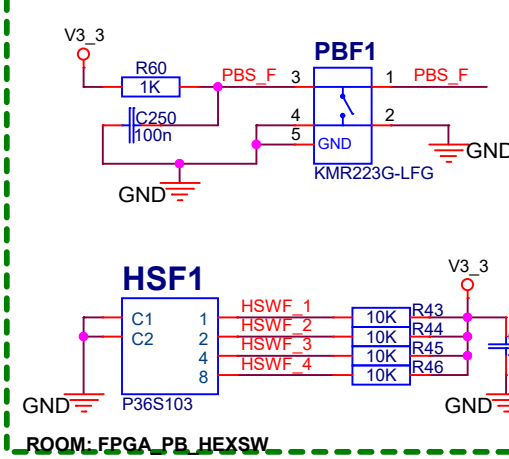 V3_3
PBF1
R60
1K
PBS_F
3
1
PBS_F
C250
100n
4
2
5
GND
GND
KMR223G-LFG
GND
V3_3
HSF1
C1
1
HSWF_1
10K
R43
C2
2
HSWF_2
10K
R44
4
HSWF_3
10K
R45
8
HSWF_4
10K
R46
GND
P36S103
GND
ROOM: FPGA_PB_HEXSW